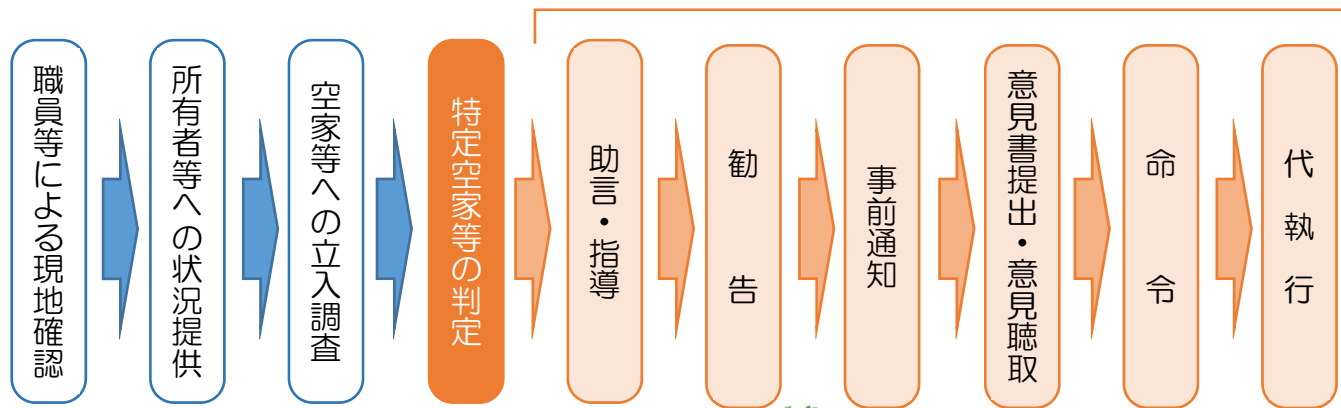 職員等による現地確認
所有者等への状況提供
空家等への立入調査
特定空家等の判定
助言・指導
勧告
事前通知
意見書提出・意見聴取
命令
代執行